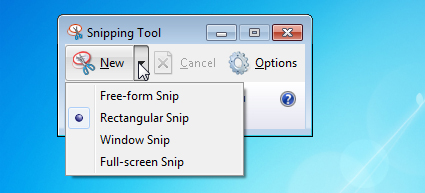 Snipping Tool
New Cancel Options
Free-form Snip
Rectangular Snip
Window Snip
Full-screen Snip